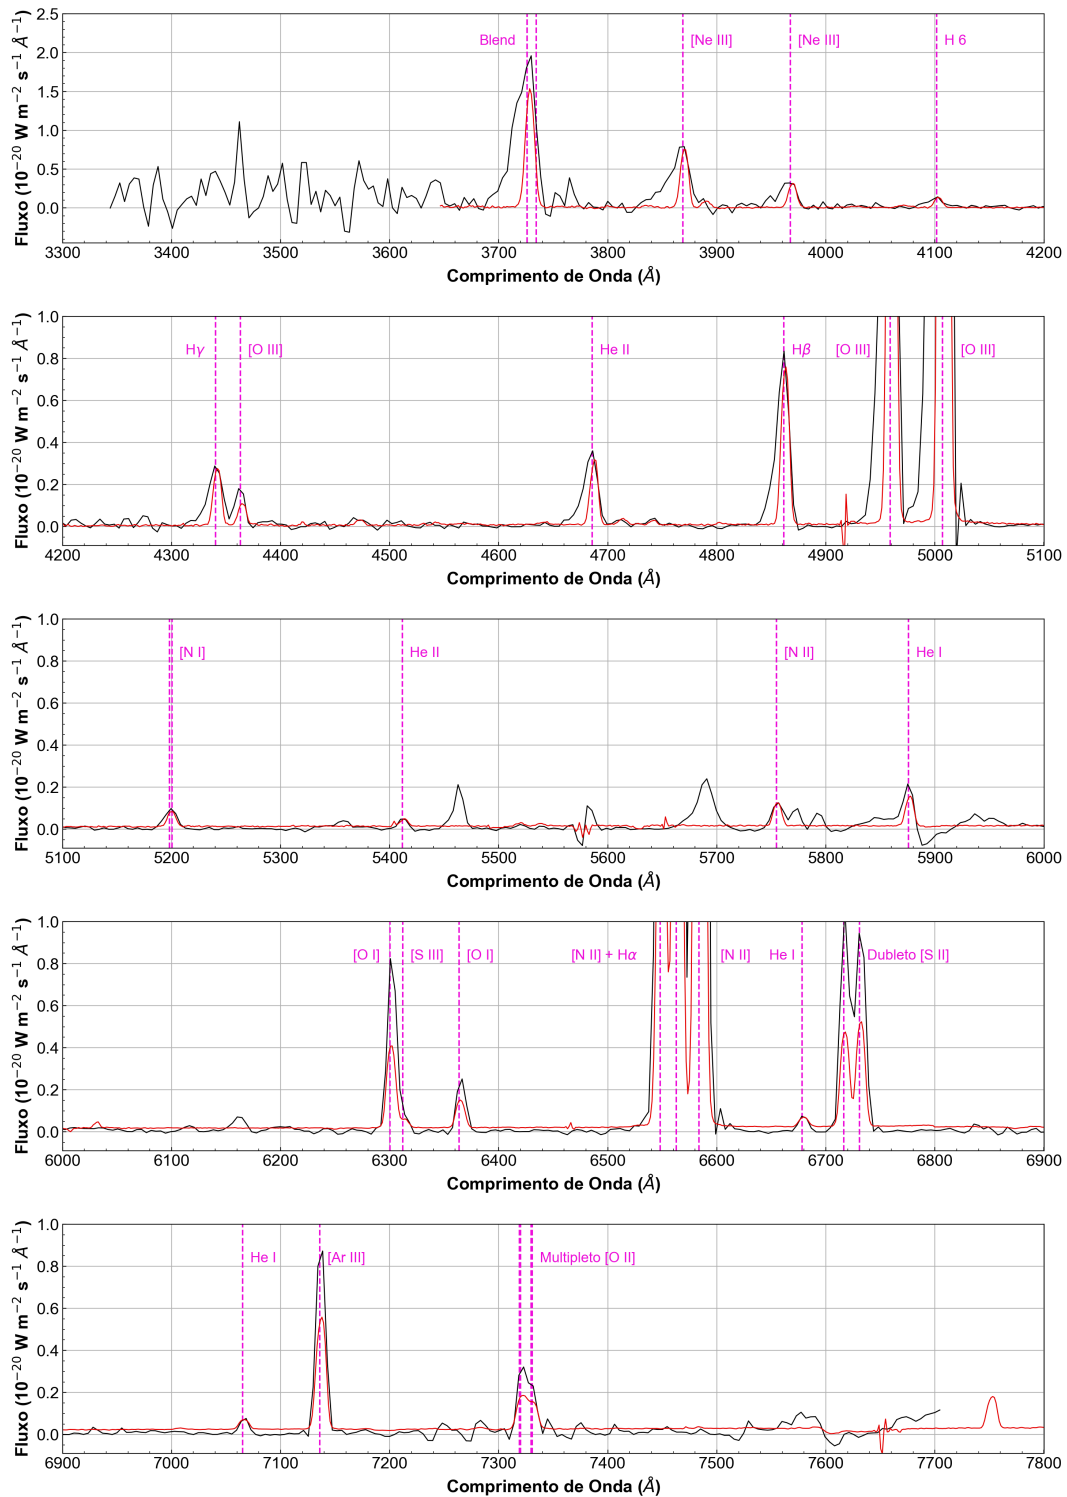 2.5
2.0
1.5
1.0
0.5
0.0
Fluxo (10⁻²⁰ W m⁻² s⁻¹ Å⁻¹)
Blend
[Ne III]
[Ne III]
H 6
3300 3400 3500 3600 3700 3800 3900 4000 4100 4200
Comprimento de Onda (Å)
1.0
0.8
0.6
0.4
0.2
0.0
Fluxo (10⁻²⁰ W m⁻² s⁻¹ Å⁻¹)
Hγ
[O III]
He II
Hβ
[O III]
[O III]
4200 4300 4400 4500 4600 4700 4800 4900 5000 5100
Comprimento de Onda (Å)
1.0
0.8
0.6
0.4
0.2
0.0
Fluxo (10⁻²⁰ W m⁻² s⁻¹ Å⁻¹)
[N I]
He II
[N II]
He I
5100 5200 5300 5400 5500 5600 5700 5800 5900 6000
Comprimento de Onda (Å)
1.0
0.8
0.6
0.4
0.2
0.0
Fluxo (10⁻²⁰ W m⁻² s⁻¹ Å⁻¹)
[O I]
[S III]
[O I]
[N II] + Hα
[N II]
He I
Dubleto [S II]
6000 6100 6200 6300 6400 6500 6600 6700 6800 6900
Comprimento de Onda (Å)
1.0
0.8
0.6
0.4
0.2
0.0
Fluxo (10⁻²⁰ W m⁻² s⁻¹ Å⁻¹)
He I
[Ar III]
Multipleto [O II]
6900 7000 7100 7200 7300 7400 7500 7600 7700 7800
Comprimento de Onda (Å)